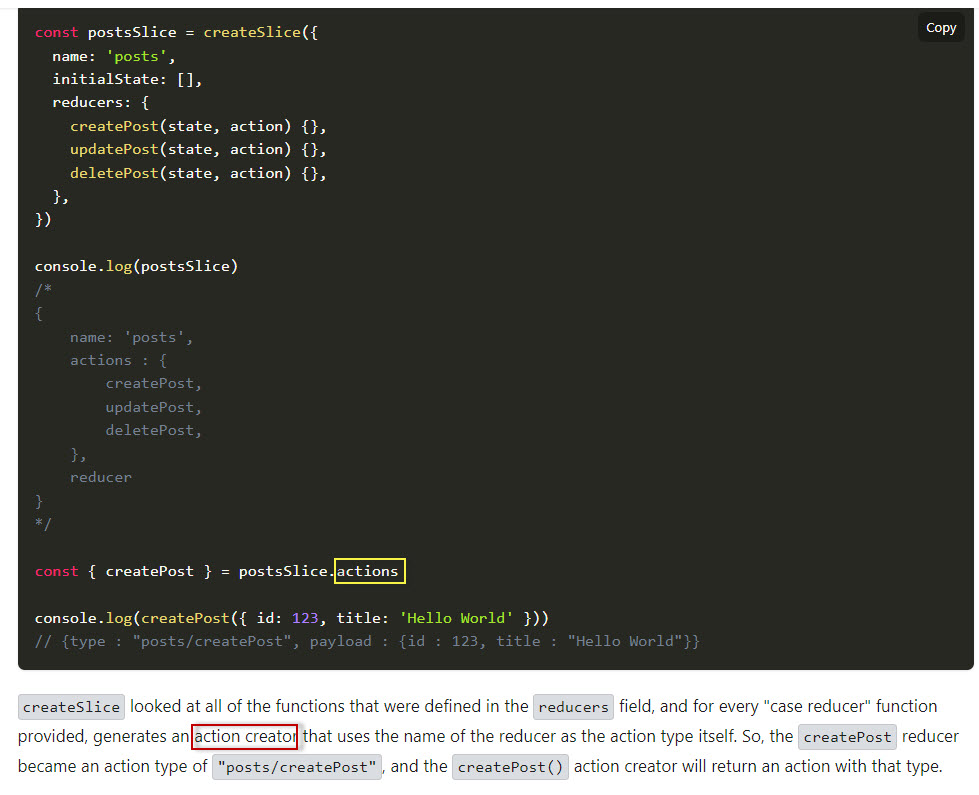 Copy
const postsSlice = createSlice({
  name: 'posts',
  initialState: [],
  reducers: {
    createPost(state, action) {},
    updatePost(state, action) {},
    deletePost(state, action) {},
  },
})

console.log(postsSlice)
/*
{
    name: 'posts',
    actions : {
        createPost,
        updatePost,
        deletePost,
    },
    reducer
}
*/

const { createPost } = postsSlice.actions

console.log(createPost({ id: 123, title: 'Hello World' }))
// {type : "posts/createPost", payload : {id : 123, title : "Hello World"}}

createSlice looked at all of the functions that were defined in the reducers field, and for every "case reducer" function
provided, generates an action creator that uses the name of the reducer as the action type itself. So, the createPost reducer
became an action type of "posts/createPost", and the createPost() action creator will return an action with that type.